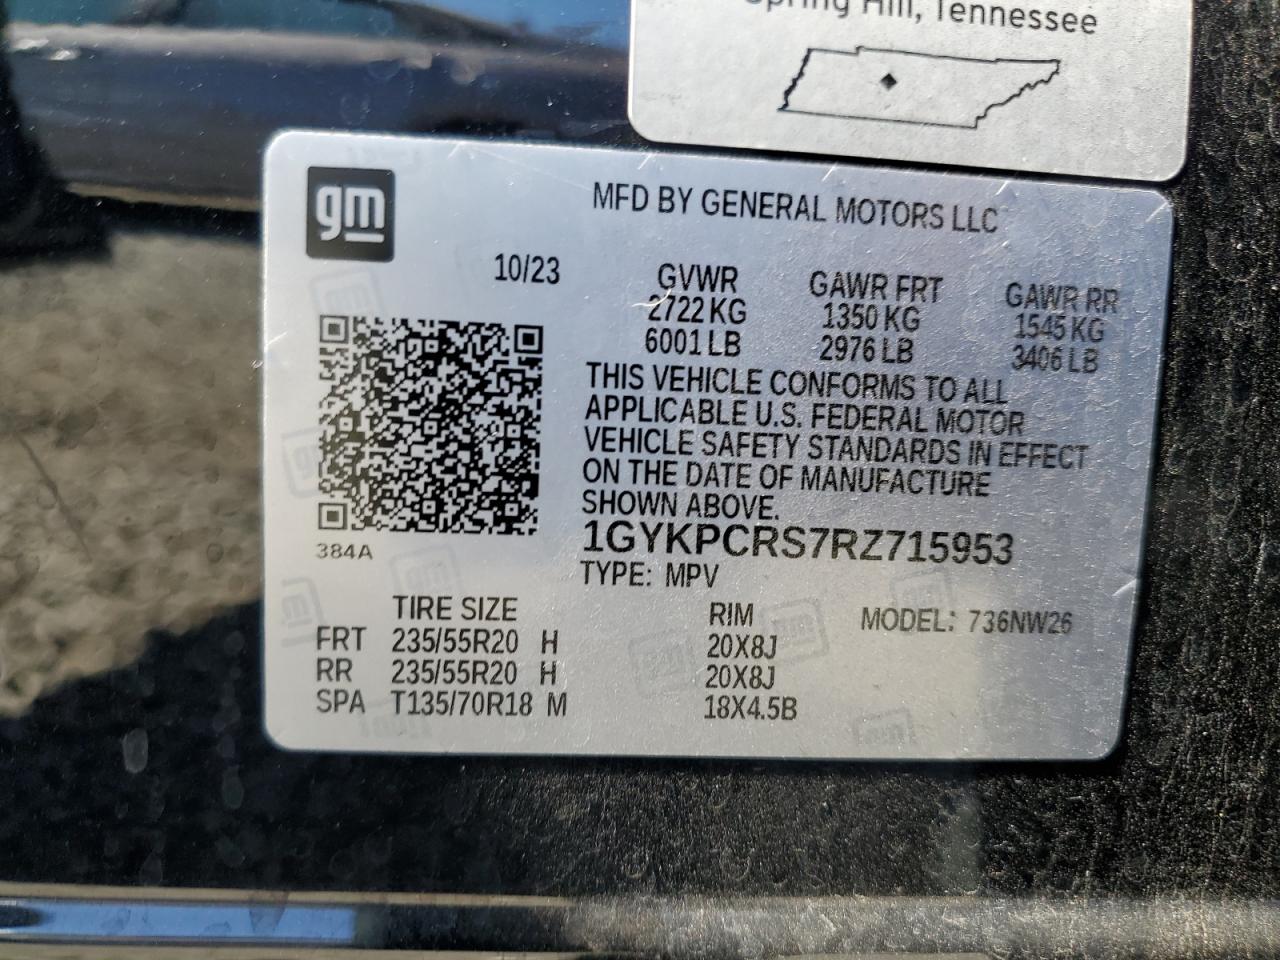 Spring Hill, Tennessee
gm
MFD BY GENERAL MOTORS LLC
10/23
GVWR GAWR FRT GAWR RR
2722 KG 1350 KG 1545 KG
6001 LB 2976 LB 3406 LB
THIS VEHICLE CONFORMS TO ALL
APPLICABLE U.S. FEDERAL MOTOR
VEHICLE SAFETY STANDARDS IN EFFECT
ON THE DATE OF MANUFACTURE
SHOWN ABOVE.
1GYKPCRS7RZ715953
384A
TYPE: MPV
TIRE SIZE RIM MODEL: 736NW26
FRT 235/55R20 H 20X8J
RR 235/55R20 H 20X8J
SPA T135/70R18 M 18X4.5B